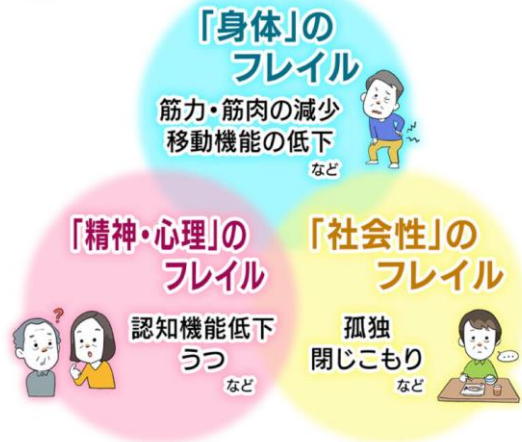 「身体」の
フレイル
筋力・筋肉の減少
移動機能の低下
など
「精神・心理」の
フレイル
認知機能低下
うつ
など
「社会性」の
フレイル
孤独
閉じこもり
など
?
…